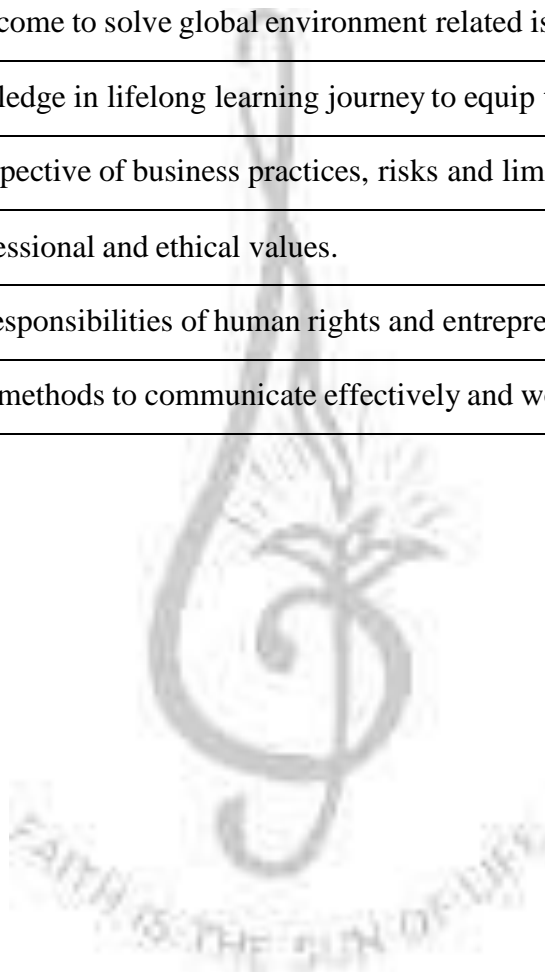 come to solve global environment related is
ledge in lifelong learning journey to equip
pective of business practices, risks and lim
essional and ethical values.
esponsibilities of human rights and entrepre
methods to communicate effectively and w
FAITH IS THE SUN OF LIFE